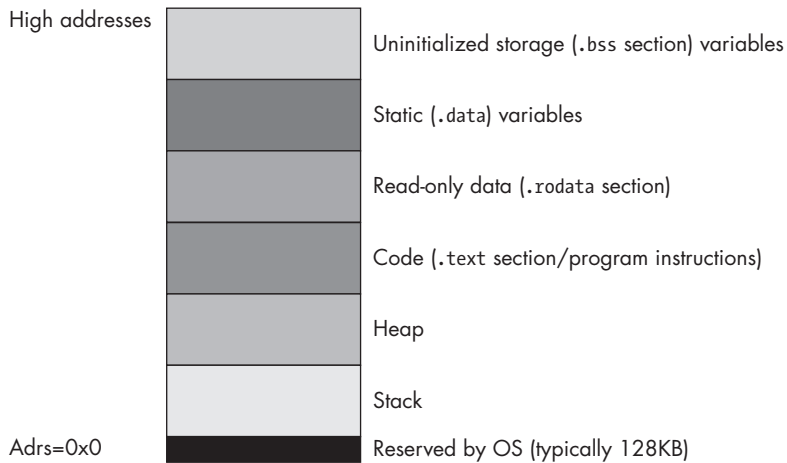 High addresses
Uninitialized storage (.bss section) variables
Static (.data) variables
Read-only data (.rodata section)
Code (.text section/program instructions)
Heap
Stack
Adrs=0x0
Reserved by OS (typically 128KB)